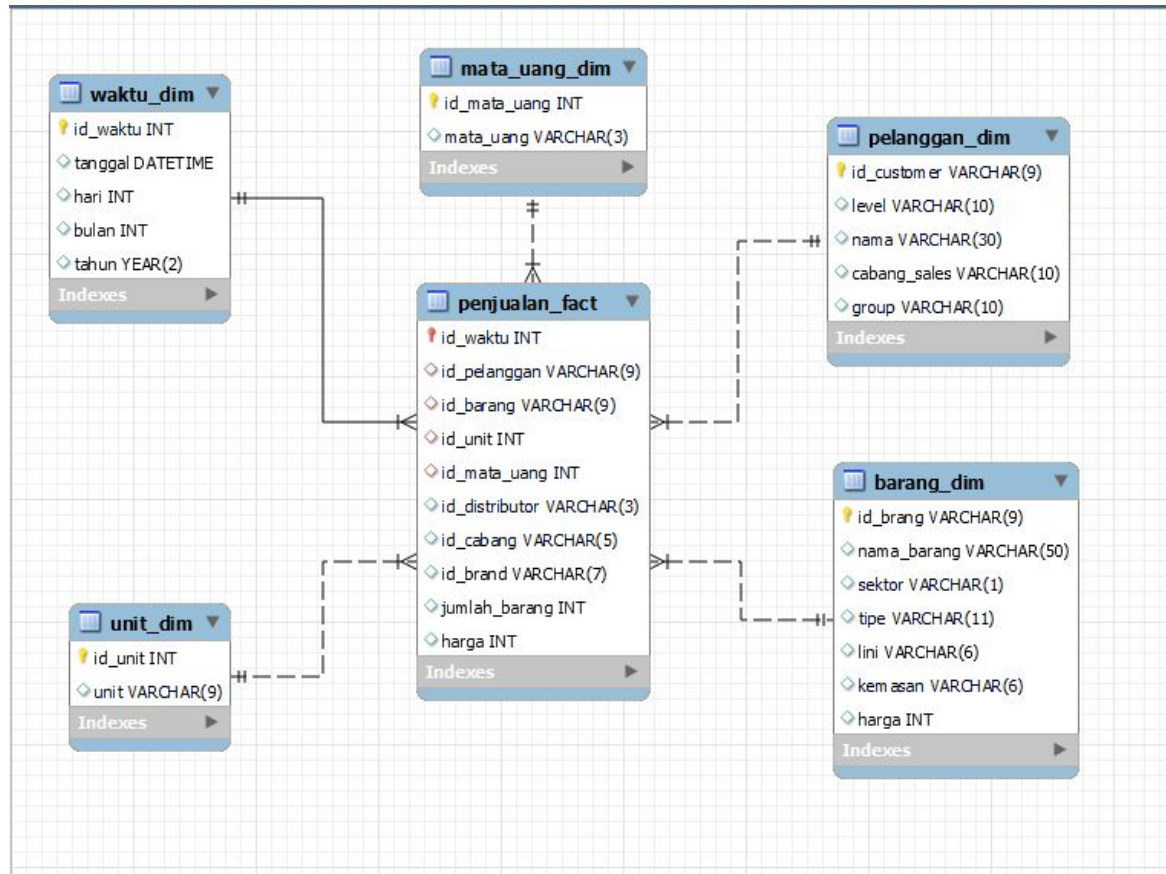 waktu_dim
id_waktu INT
tanggal DATETIME
hari INT
bulan INT
tahun YEAR(2)
Indexes
mata_uang_dim
id_mata_uang INT
mata_uang VARCHAR(3)
Indexes
pelanggan_dim
id_customer VARCHAR(9)
level VARCHAR(10)
nama VARCHAR(30)
cabang_sales VARCHAR(10)
group VARCHAR(10)
Indexes
penjualan_fact
id_waktu INT
id_pelanggan VARCHAR(9)
id_barang VARCHAR(9)
id_unit INT
id_mata_uang INT
id_distributor VARCHAR(3)
id_cabang VARCHAR(5)
id_brand VARCHAR(7)
jumlah_barang INT
harga INT
Indexes
unit_dim
id_unit INT
unit VARCHAR(9)
Indexes
barang_dim
id_brang VARCHAR(9)
nama_barang VARCHAR(50)
sektor VARCHAR(1)
tipe VARCHAR(11)
lini VARCHAR(6)
kemasan VARCHAR(6)
harga INT
Indexes